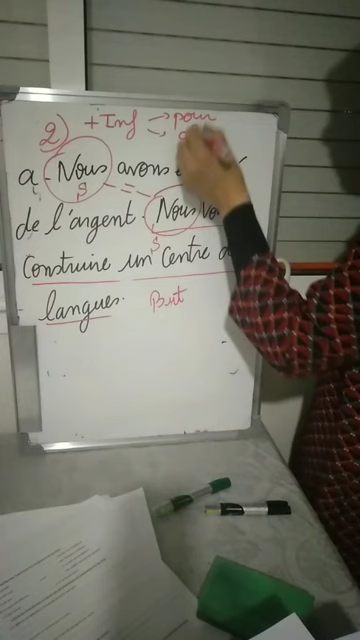 2) + Inf → pour
a - Nous avons
S
de l'argent. Nous
S
Construire un Centre
langues. But